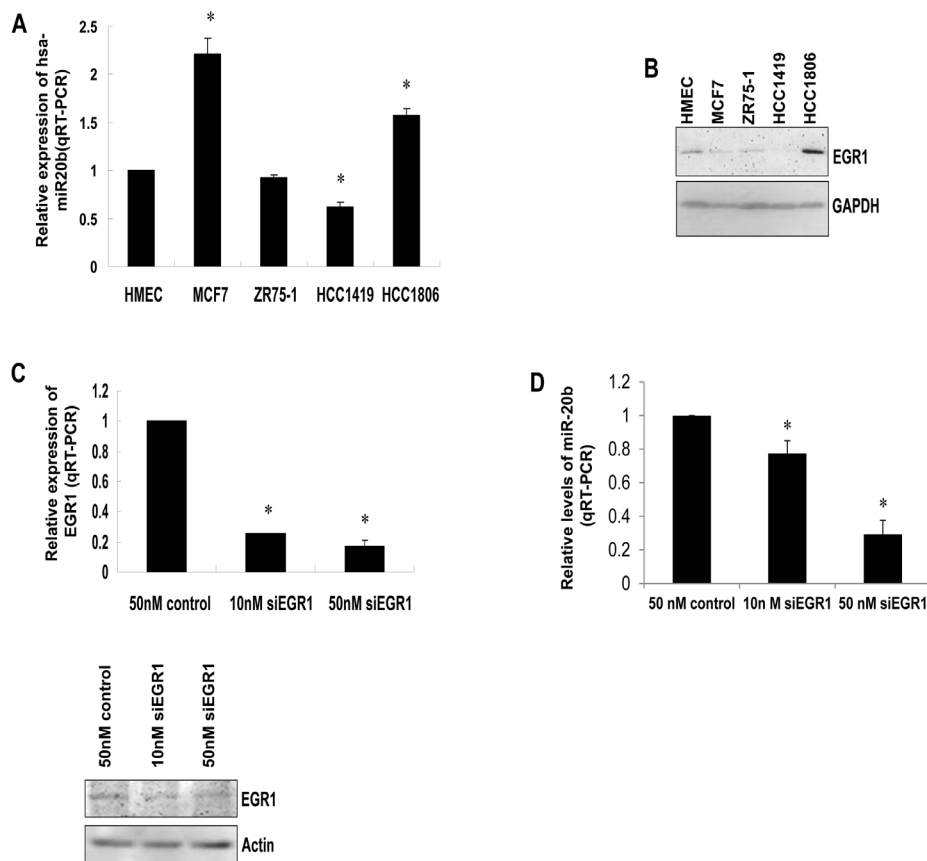 A
Relative expression of hsa-
miR20b(qRT-PCR)
2.5
2
1.5
1
0.5
0
*
*
*
HMEC
MCF7
ZR75-1
HCC1419
HCC1806
B
HMEC
MCF7
ZR75-1
HCC1419
HCC1806
EGR1
GAPDH
C
Relative expression of
EGR1 (qRT-PCR)
1.2
1
0.8
0.6
0.4
0.2
0
*
*
50nM control
10nM siEGR1
50nM siEGR1
50nM control
10nM siEGR1
50nM siEGR1
EGR1
Actin
D
Relative levels of miR-20b
(qRT-PCR)
1.2
1
0.8
0.6
0.4
0.2
0
*
*
50 nM control
10n M siEGR1
50 nM siEGR1